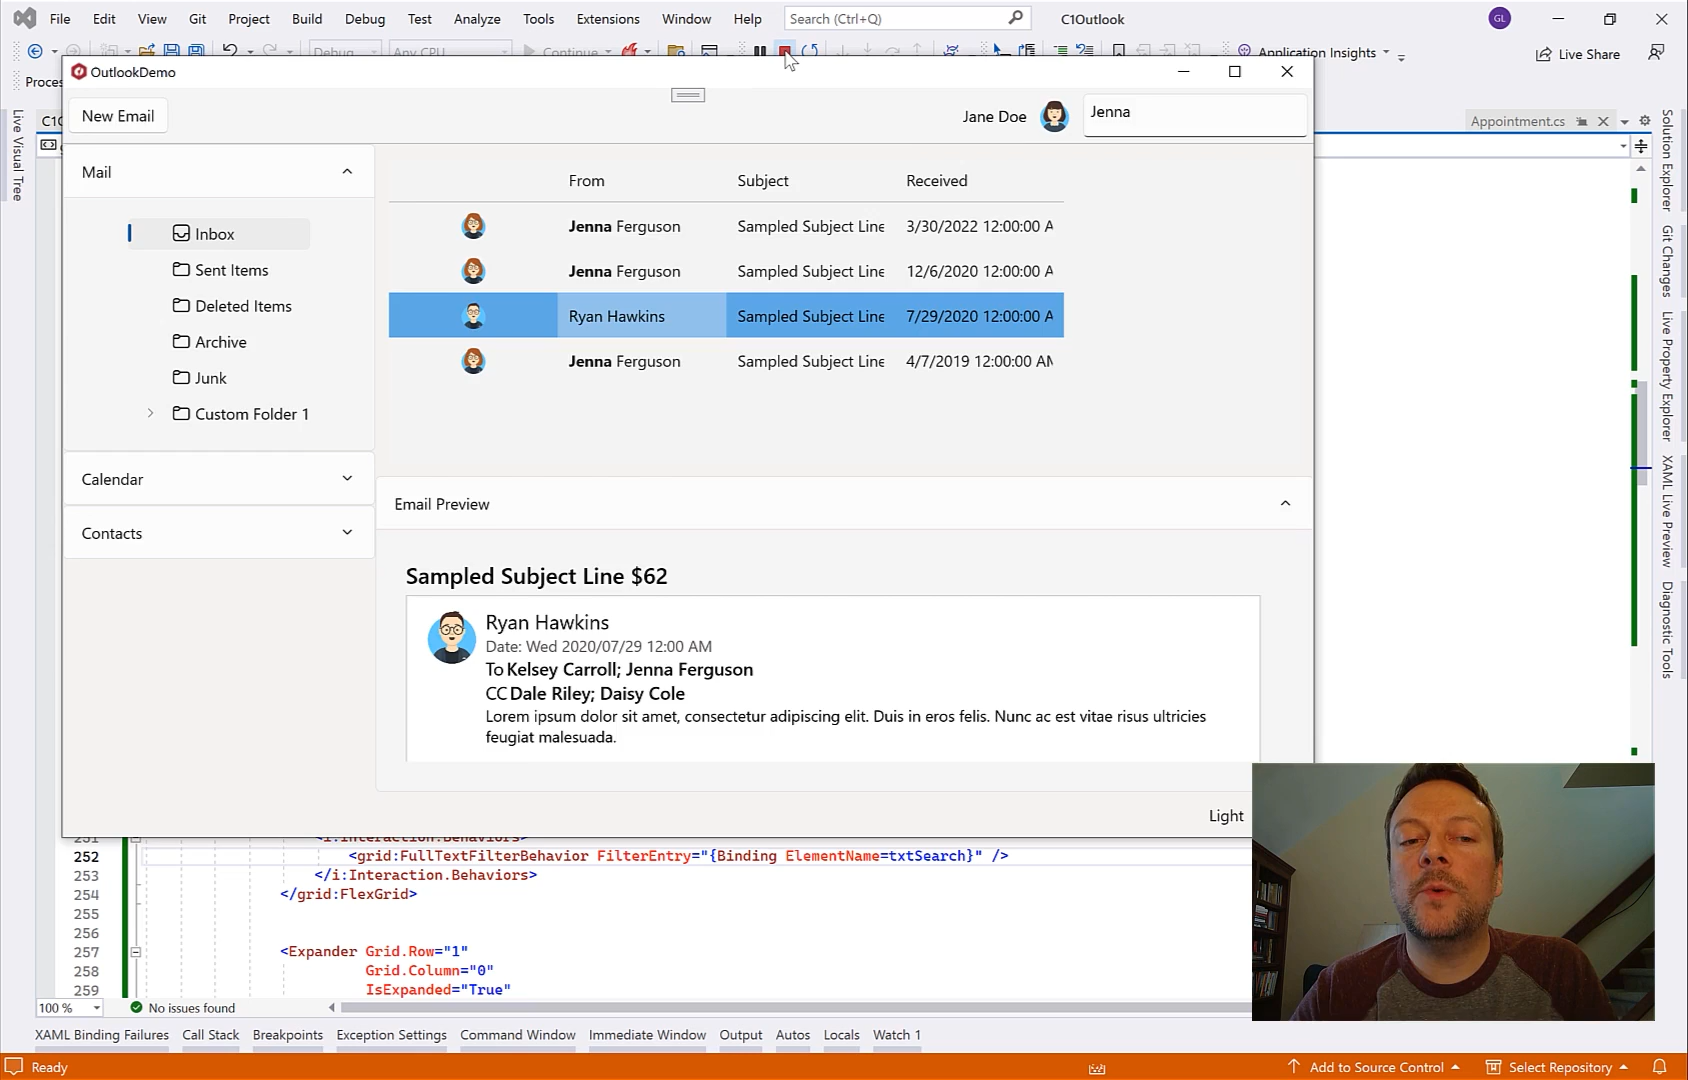 File Edit View Git Project Build Debug Test Analyze Tools Extensions Window Help Search (Ctrl+Q) C1Outlook GL
Debug Any CPU Continue Application Insights Live Share
OutlookDemo
New Email Jane Doe Jenna
Appointment.cs
Live Visual Tree
Mail
Inbox
Sent Items
Deleted Items
Archive
Junk
Custom Folder 1
Calendar
Contacts
From Subject Received
Jenna Ferguson Sampled Subject Line 3/30/2022 12:00:00 A
Jenna Ferguson Sampled Subject Line 12/6/2020 12:00:00 A
Ryan Hawkins Sampled Subject Line 7/29/2020 12:00:00 A
Jenna Ferguson Sampled Subject Line 4/7/2019 12:00:00 AM
Email Preview
Sampled Subject Line $62
Ryan Hawkins
Date: Wed 2020/07/29 12:00 AM
To Kelsey Carroll; Jenna Ferguson
CC Dale Riley; Daisy Cole
Lorem ipsum dolor sit amet, consectetur adipiscing elit. Duis in eros felis. Nunc ac est vitae risus ultricies
feugiat malesuada.
Light
Solution Explorer
Git Changes
Live Property Explorer
XAML Live Preview
Diagnostic Tools
251 <i:Interaction.Behaviors>
252 <grid:FullTextFilterBehavior FilterEntry="{Binding ElementName=txtSearch}" />
253 </i:Interaction.Behaviors>
254 </grid:FlexGrid>
255
256
257 <Expander Grid.Row="1"
258 Grid.Column="0"
259 IsExpanded="True"
100 % No issues found
XAML Binding Failures Call Stack Breakpoints Exception Settings Command Window Immediate Window Output Autos Locals Watch 1
Ready Add to Source Control Select Repository